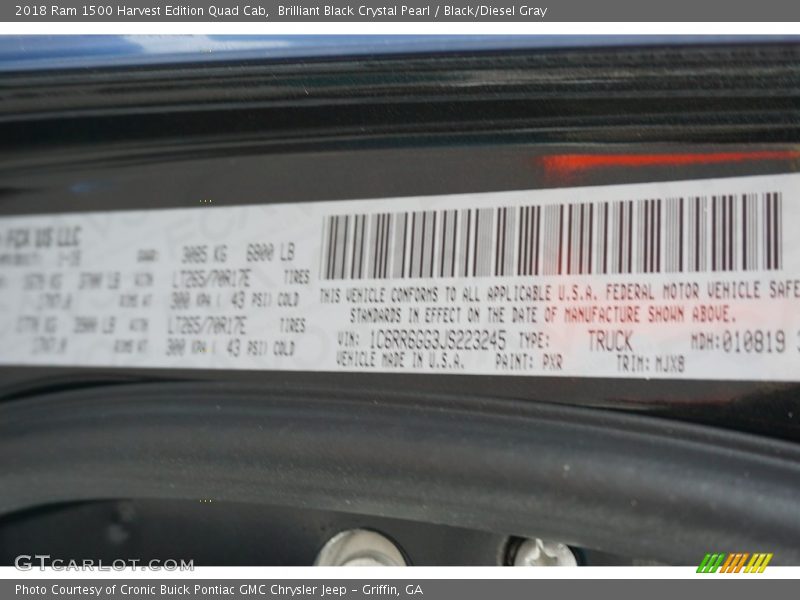 2018 Ram 1500 Harvest Edition Quad Cab,  Brilliant Black Crystal Pearl / Black/Diesel Gray
FCA US LLC
3085 KG 6800 LB
LT265/70R17E TIRES
300 KPA ( 43 PSI) COLD
LT265/70R17E TIRES
300 KPA ( 43 PSI) COLD
THIS VEHICLE CONFORMS TO ALL APPLICABLE U.S.A. FEDERAL MOTOR VEHICLE SAFE
STANDARDS IN EFFECT ON THE DATE OF MANUFACTURE SHOWN ABOVE.
VIN: 1C6RR6GG3JS223245 TYPE: TRUCK MDH:010819
VEHICLE MADE IN U.S.A. PAINT: PXR TRIM: MJX8
GTcarlot.com
Photo Courtesy of Cronic Buick Pontiac GMC Chrysler Jeep - Griffin, GA